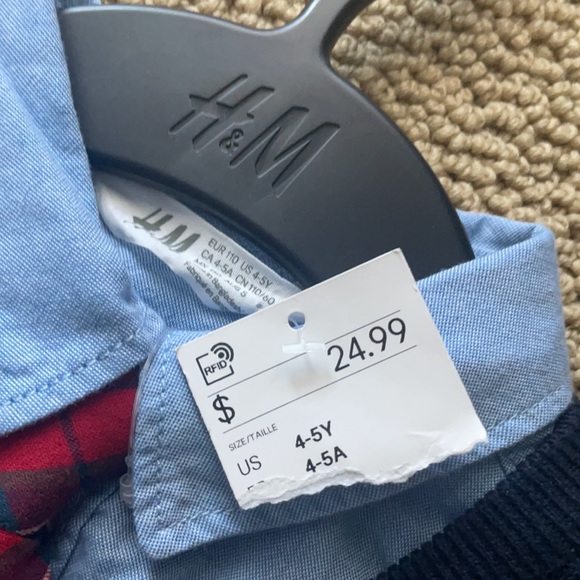 H&M
H&M
EUR 110 US 4-5Y
CA 4-5A CN 110/60
RFID
$ 24.99
SIZE/TAILLE
US 4-5Y
4-5A